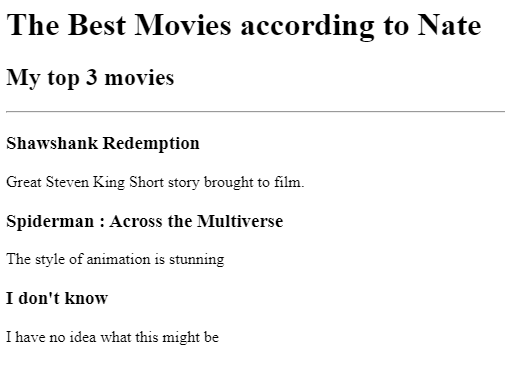 The Best Movies according to Nate
My top 3 movies
Shawshank Redemption
Great Steven King Short story brought to film.
Spiderman : Across the Multiverse
The style of animation is stunning
I don't know
I have no idea what this might be